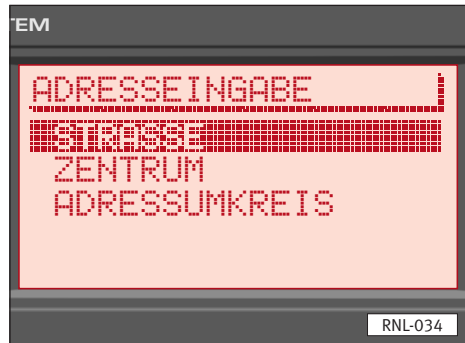 TEM
ADRESSEINGABE
STRASSE
ZENTRUM
ADRESSUMKREIS
RNL-034